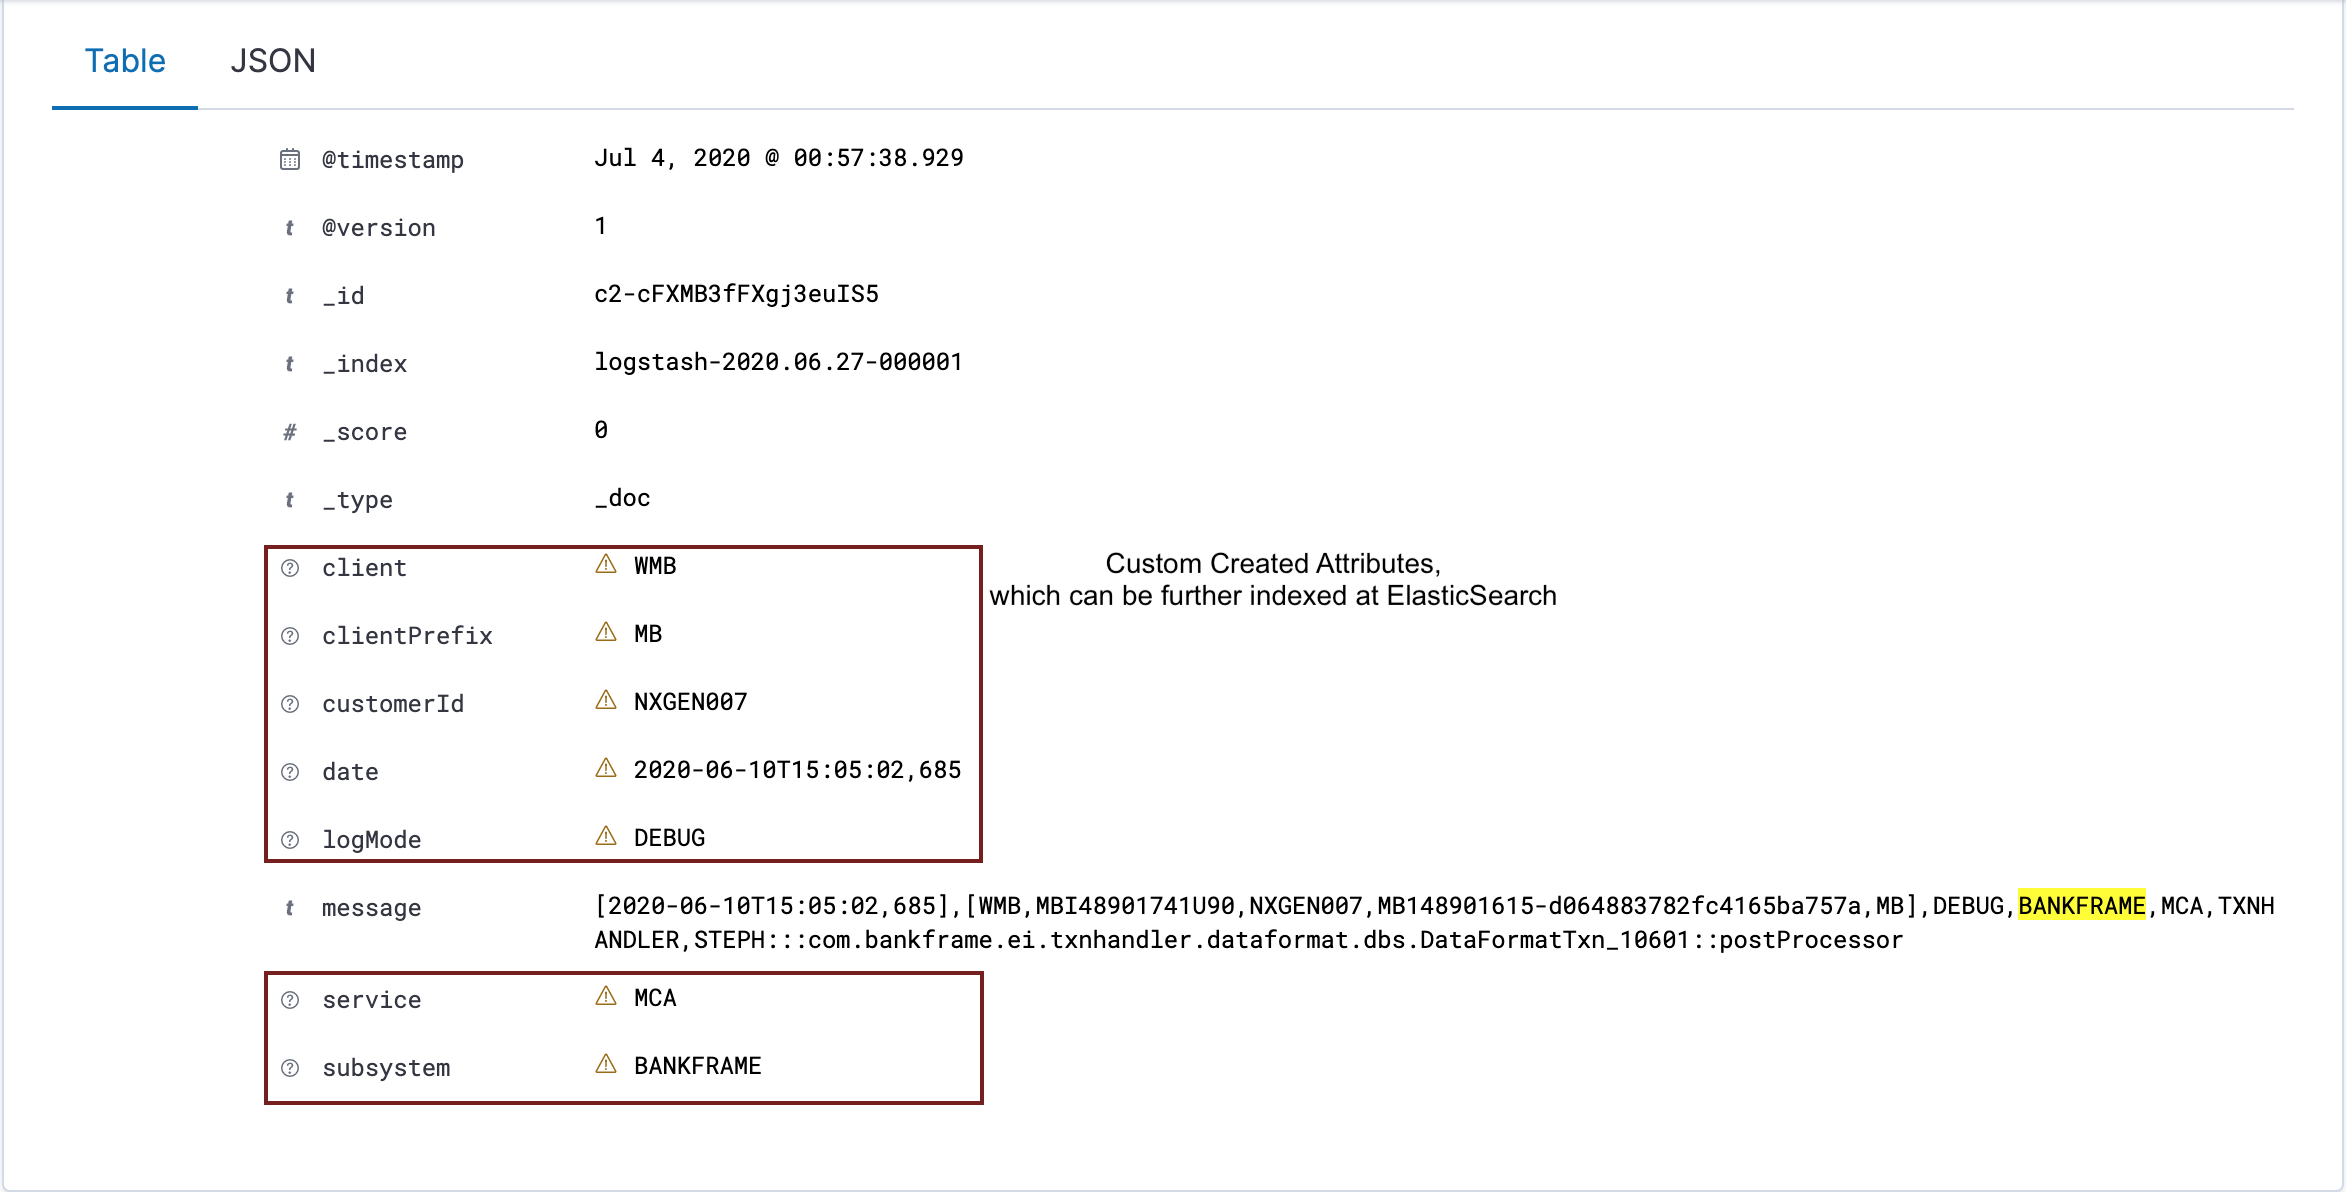 Table JSON
@timestamp Jul 4, 2020 @ 00:57:38.929
t @version 1
t _id c2-cFXMB3fFXgj3euIS5
t _index logstash-2020.06.27-000001
# _score 0
t _type _doc
client WMB
Custom Created Attributes,
which can be further indexed at ElasticSearch
clientPrefix MB
customerId NXGEN007
date 2020-06-10T15:05:02,685
logMode DEBUG
t message [2020-06-10T15:05:02,685],[WMB,MBI48901741U90,NXGEN007,MB148901615-d064883782fc4165ba757a,MB],DEBUG,BANKFRAME,MCA,TXNH
ANDLER,STEPH:::com.bankframe.ei.txnhandler.dataformat.dbs.DataFormatTxn_10601::postProcessor
service MCA
subsystem BANKFRAME